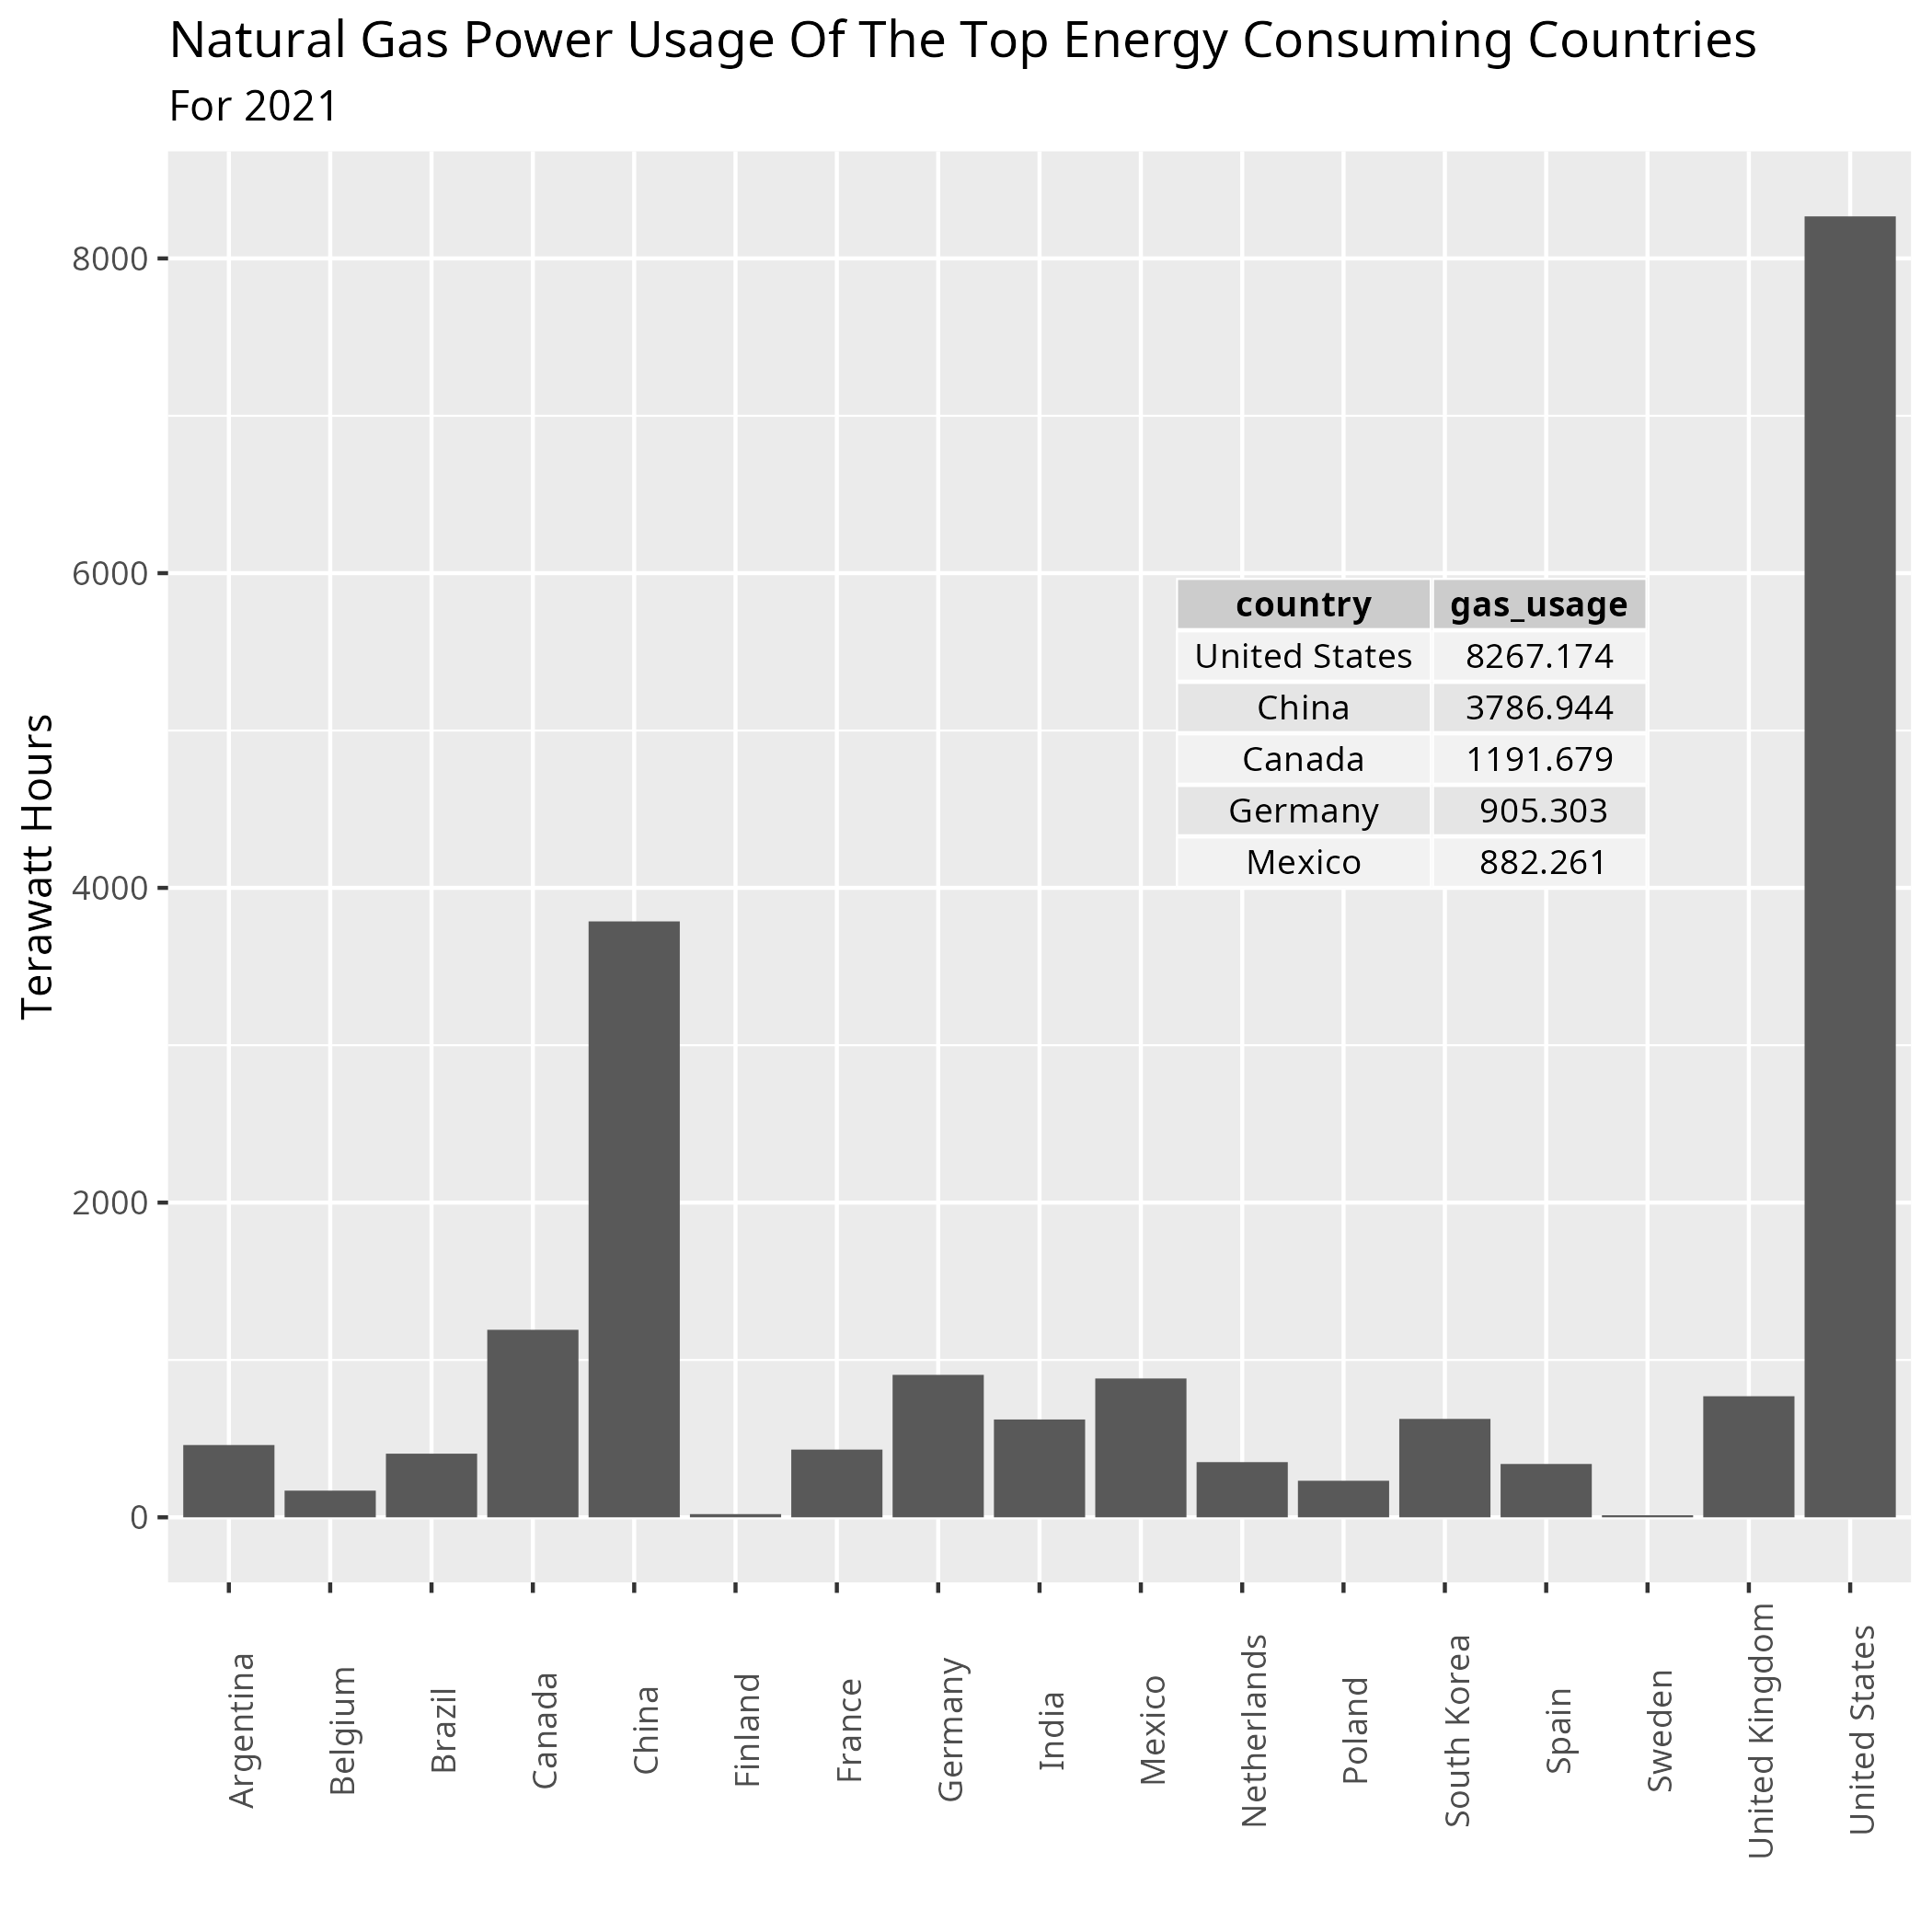 Natural Gas Power Usage Of The Top Energy Consuming Countries
For 2021
Terawatt Hours
8000
6000
4000
2000
0
country gas_usage
United States 8267.174
China 3786.944
Canada 1191.679
Germany 905.303
Mexico 882.261
Argentina
Belgium
Brazil
Canada
China
Finland
France
Germany
India
Mexico
Netherlands
Poland
South Korea
Spain
Sweden
United Kingdom
United States